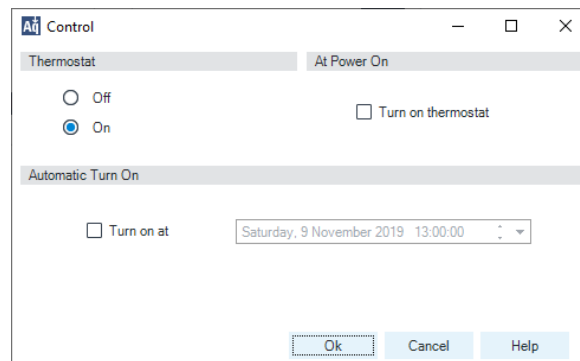 Aq Control
Thermostat
At Power On
Off
On
Turn on thermostat
Automatic Turn On
Turn on at
Saturday, 9 November 2019 13:00:00
Ok
Cancel
Help